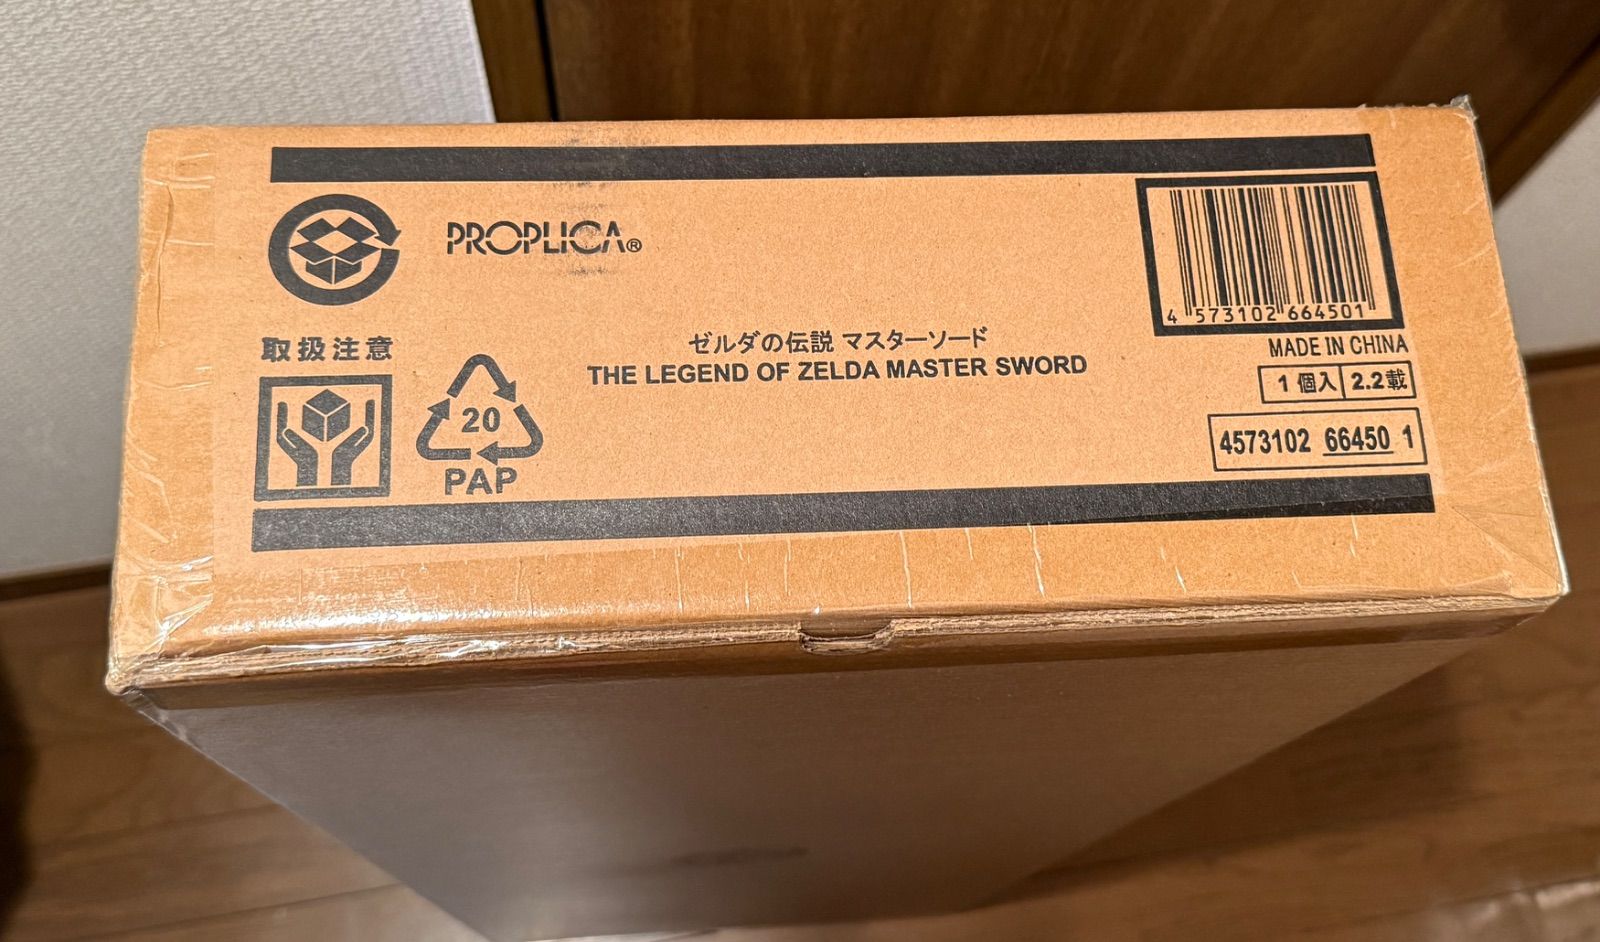 PROPLICA®
取扱注意
20
PAP
ゼルダの伝説 マスターソード
THE LEGEND OF ZELDA MASTER SWORD
4 573102 664501
MADE IN CHINA
1個入 2.2載
4573102 66450 1